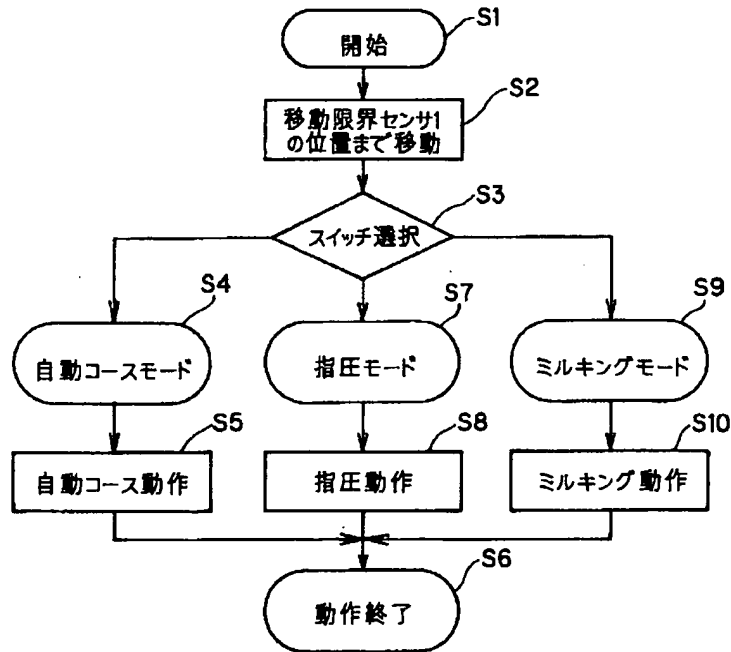 S1
開始
S2
移動限界センサ1
の位置まで移動
S3
スイッチ選択
S4
自動コースモード
S7
指圧モード
S9
ミルキングモード
S5
自動コース動作
S8
指圧動作
S10
ミルキング動作
S6
動作終了